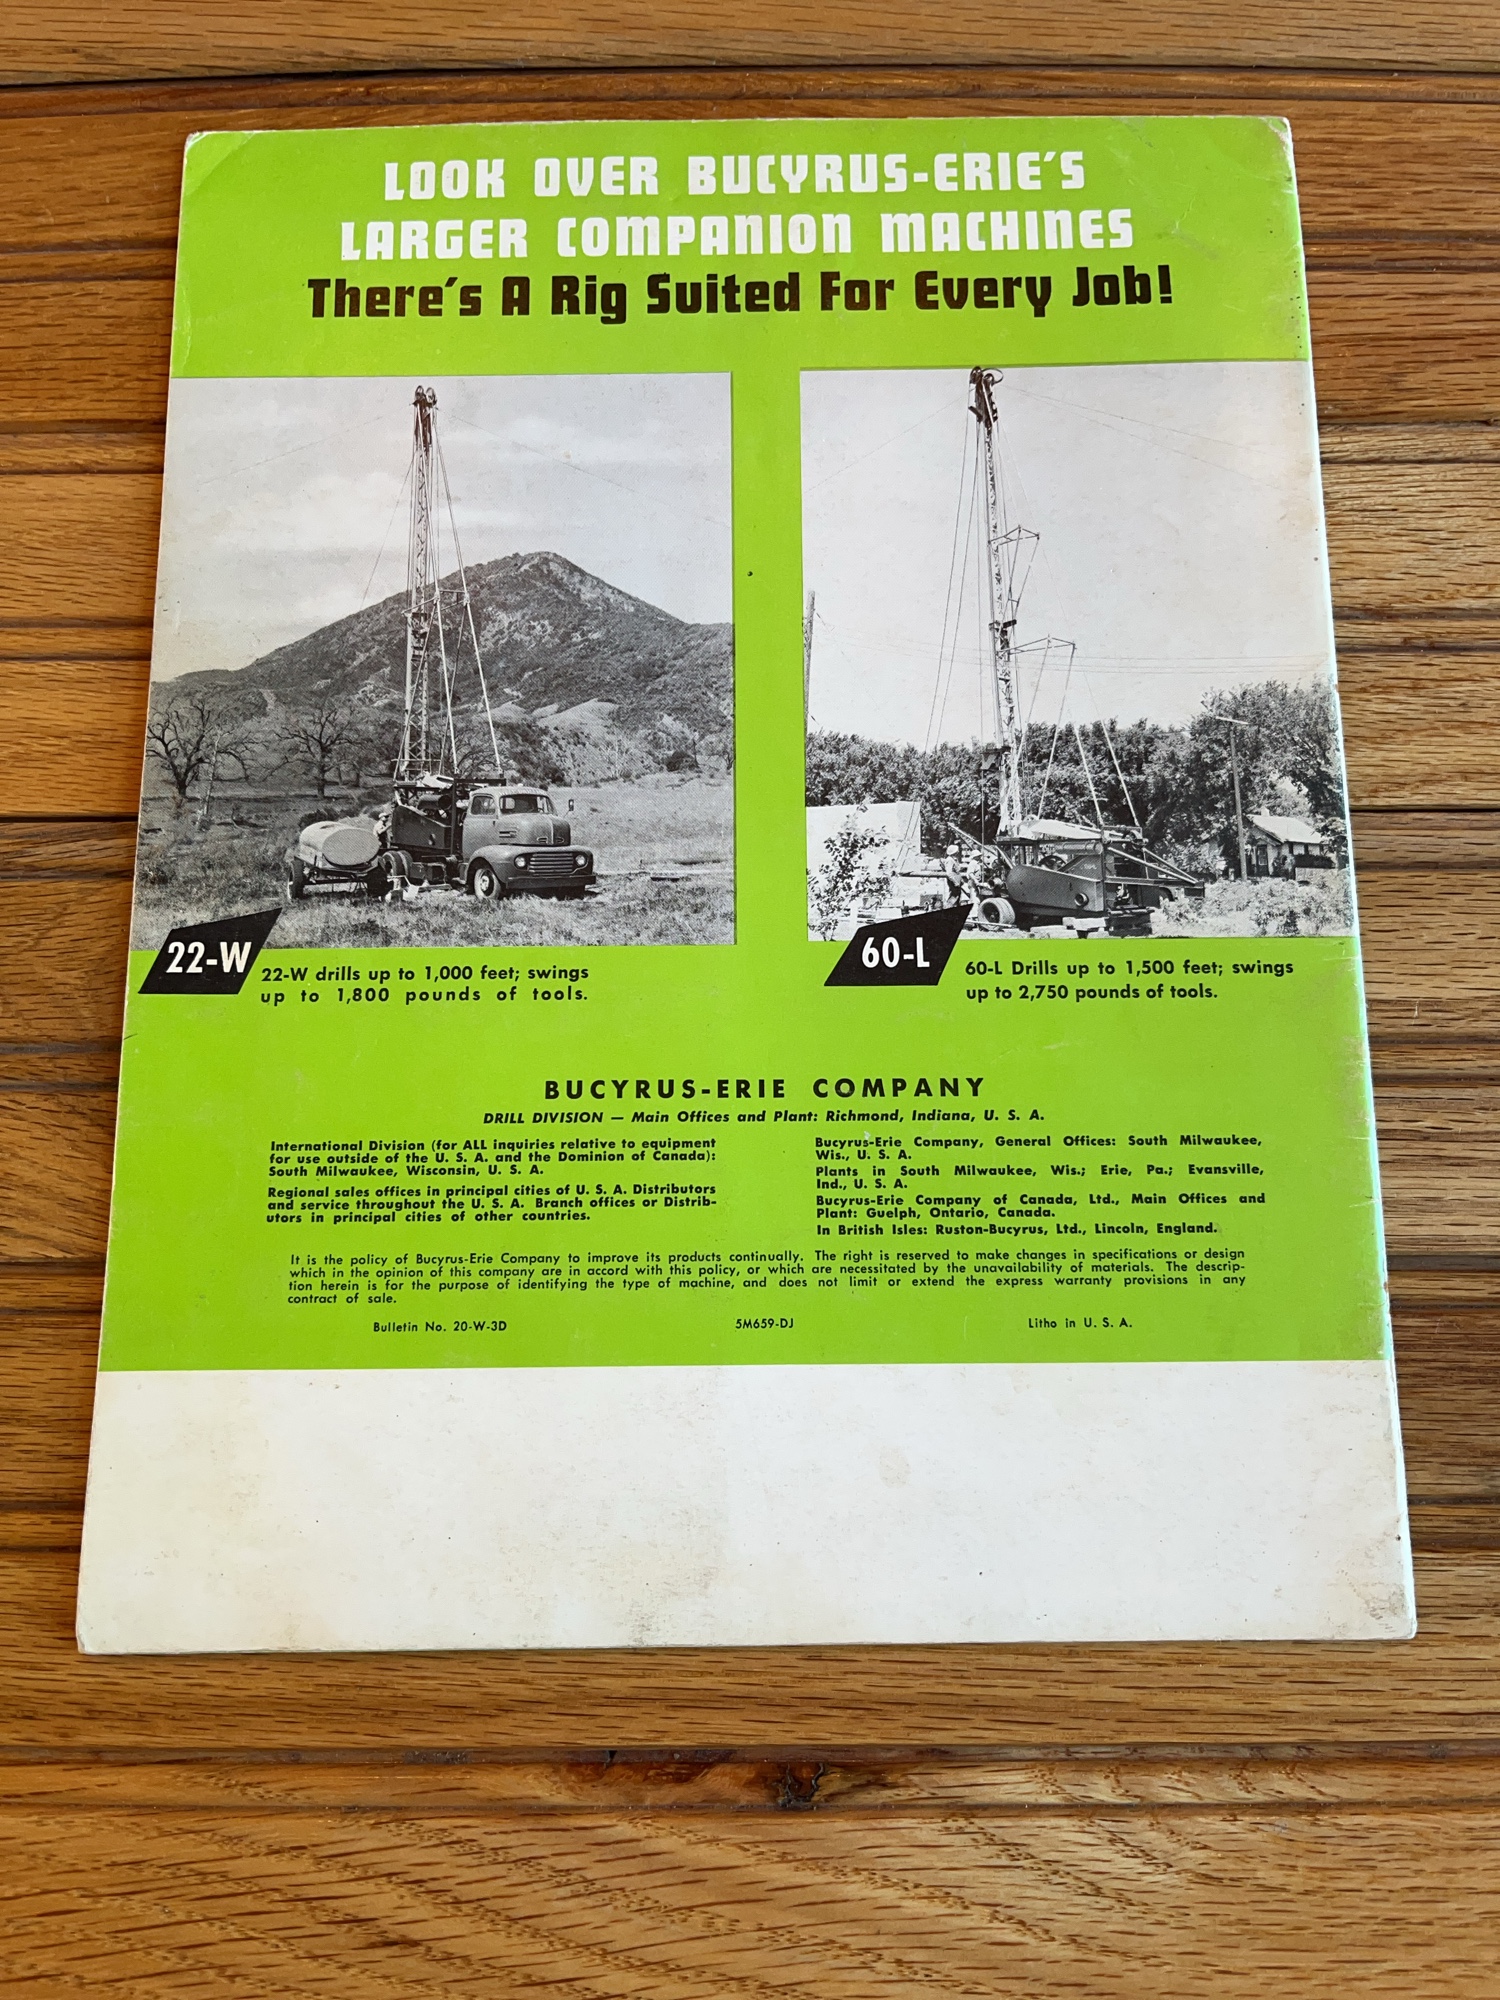 LOOK OVER BUCYRUS-ERIE'S
LARGER COMPANION MACHINES
There's A Rig Suited For Every Job!
22-W
22-W drills up to 1,000 feet; swings
up to 1,800 pounds of tools.
60-L
60-L Drills up to 1,500 feet; swings
up to 2,750 pounds of tools.
BUCYRUS-ERIE COMPANY
DRILL DIVISION — Main Offices and Plant: Richmond, Indiana, U. S. A.
International Division (for ALL inquiries relative to equipment
for use outside of the U. S. A. and the Dominion of Canada):
South Milwaukee, Wisconsin, U. S. A.
Regional sales offices in principal cities of U. S. A. Distributors
and service throughout the U. S. A. Branch offices or Distrib-
utors in principal cities of other countries.
Bucyrus-Erie Company, General Offices: South Milwaukee,
Wis., U. S. A.
Plants in South Milwaukee, Wis.; Erie, Pa.; Evansville,
Ind., U. S. A.
Bucyrus-Erie Company of Canada, Ltd., Main Offices and
Plant: Guelph, Ontario, Canada.
In British Isles: Ruston-Bucyrus, Ltd., Lincoln, England.
It is the policy of Bucyrus-Erie Company to improve its products continually. The right is reserved to make changes in specifications or design
which in the opinion of this company are in accord with this policy, or which are necessitated by the unavailability of materials. The descrip-
tion herein is for the purpose of identifying the type of machine, and does not limit or extend the express warranty provisions in any
contract of sale.
Bulletin No. 20-W-3D
5M659-DJ
Litho in U. S. A.